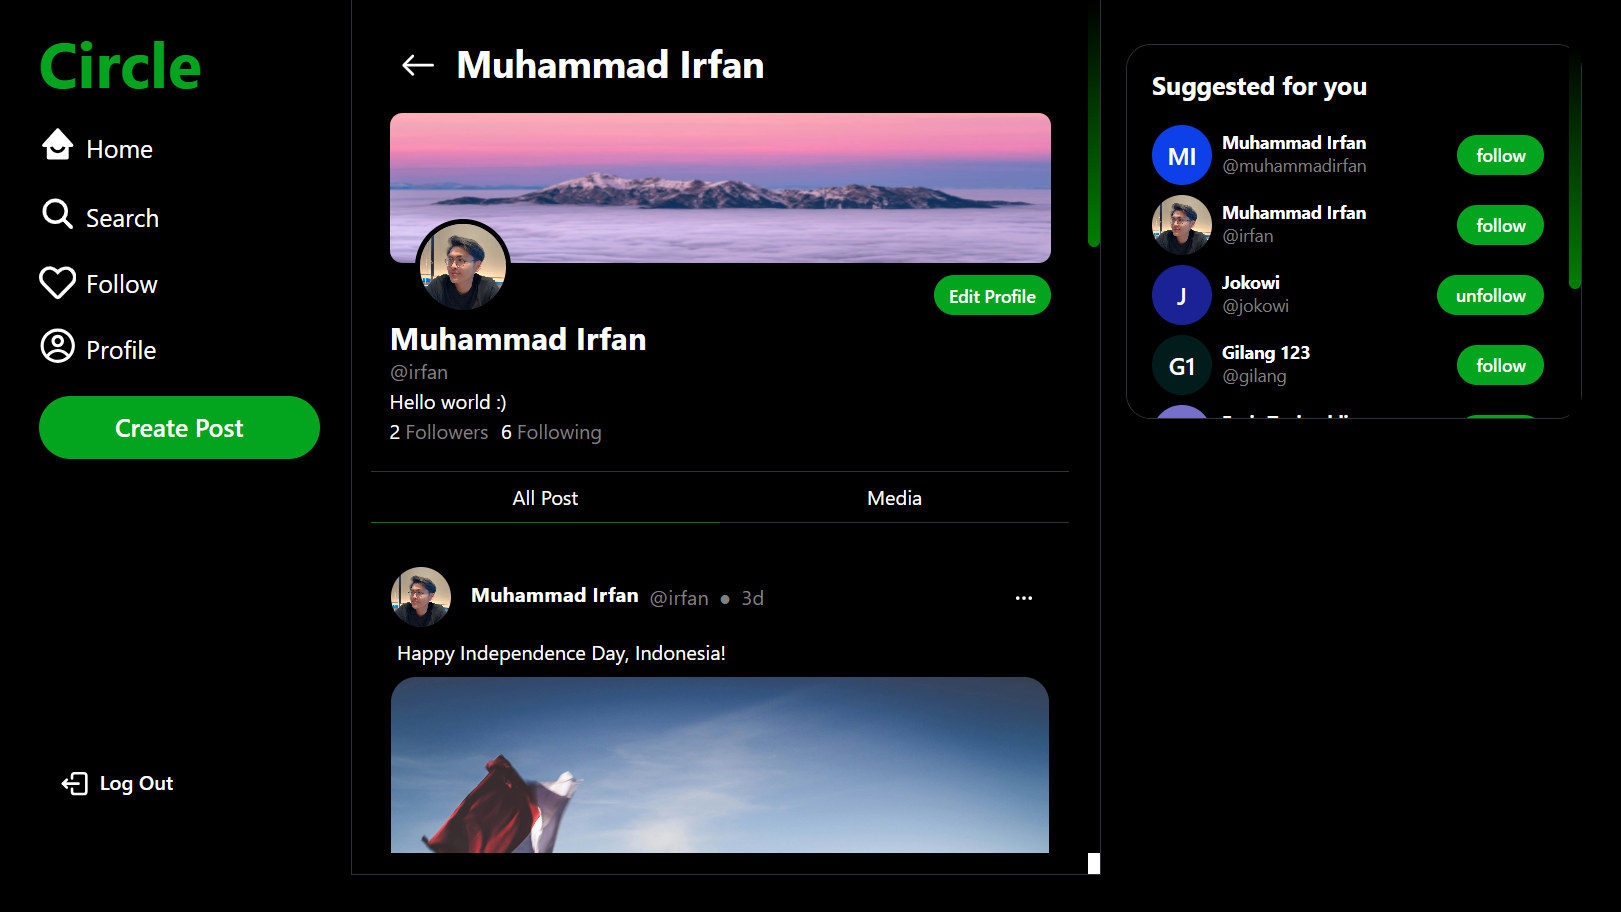 Circle
Home
Search
Follow
Profile
Create Post
Log Out
Muhammad Irfan
Edit Profile
Muhammad Irfan
@irfan
Hello world :)
2 Followers 6 Following
All Post
Media
Muhammad Irfan @irfan ● 3d
Happy Independence Day, Indonesia!
Suggested for you
MI
Muhammad Irfan
@muhammadirfan
follow
Muhammad Irfan
@irfan
follow
J
Jokowi
@jokowi
unfollow
G1
Gilang 123
@gilang
follow